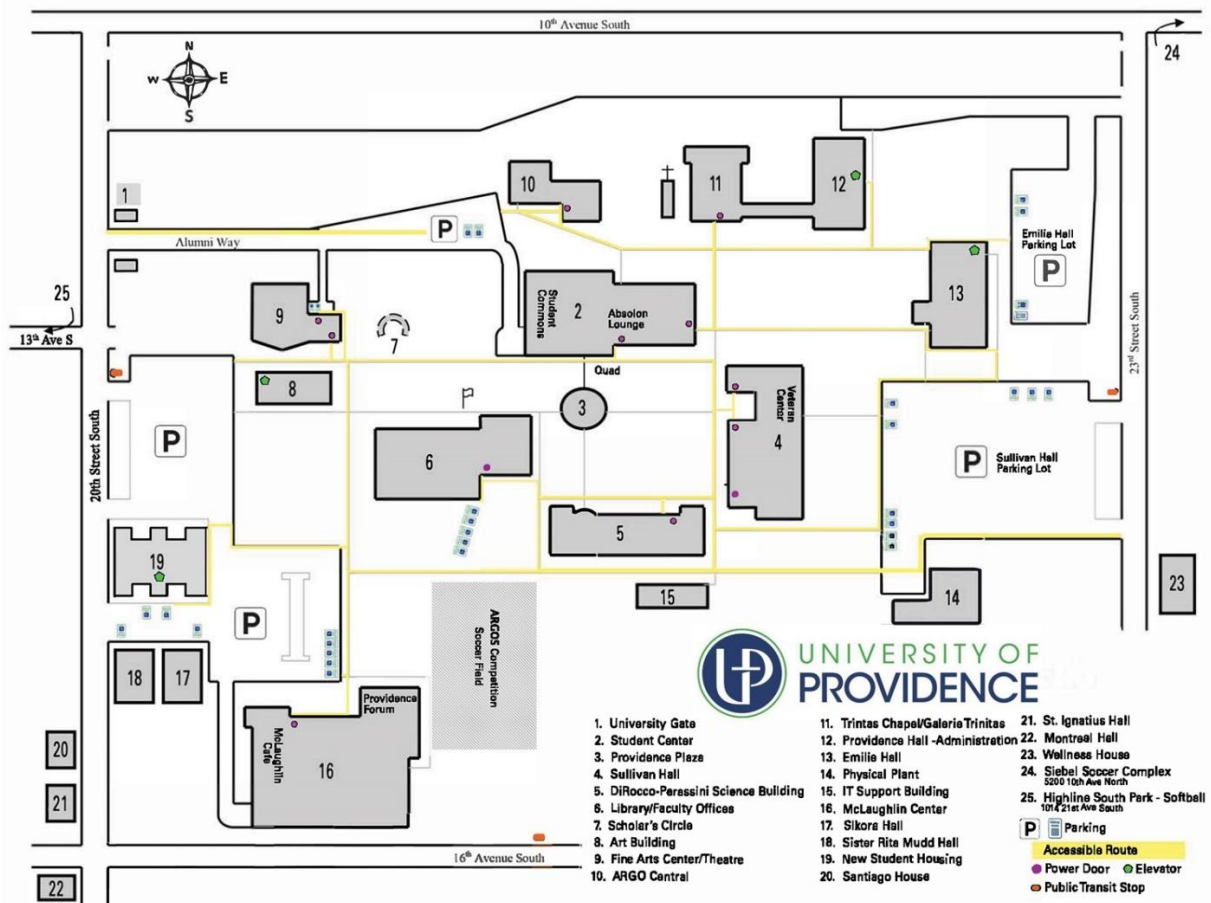 10th Avenue South
24
N
W E
S
1
10
11
12
P
Alumni Way
Emilie Hall
Parking Lot
P
25
13th Ave S
9
7
Student
Commons
2
Absolon
Lounge
13
23rd Street South
Quad
8
3
Veteran
Center
4
P
20th Street South
6
P
Sullivan Hall
Parking Lot
5
19
P
15
14
23
ARGOS Competition
Soccer Field
18
17
UNIVERSITY OF
PROVIDENCE
Providence
Forum
McLaughlin
Cafe
16
20
21
22
16th Avenue South
1. University Gate
2. Student Center
3. Providence Plaza
4. Sullivan Hall
5. DiRocco-Perassini Science Building
6. Library/Faculty Offices
7. Scholar's Circle
8. Art Building
9. Fine Arts Center/Theatre
10. ARGO Central
11. Trintas Chapel/Galerie Trinitas
12. Providence Hall -Administration
13. Emilie Hall
14. Physical Plant
15. IT Support Building
16. McLaughlin Center
17. Sikora Hall
18. Sister Rita Mudd Hall
19. New Student Housing
20. Santiago House
21. St. Ignatius Hall
22. Montreal Hall
23. Wellness House
24. Siebel Soccer Complex
5200 10th Ave North
25. Highline South Park - Softball
1014 21st Ave South
P Parking
Accessible Route
Power Door Elevator
Public Transit Stop